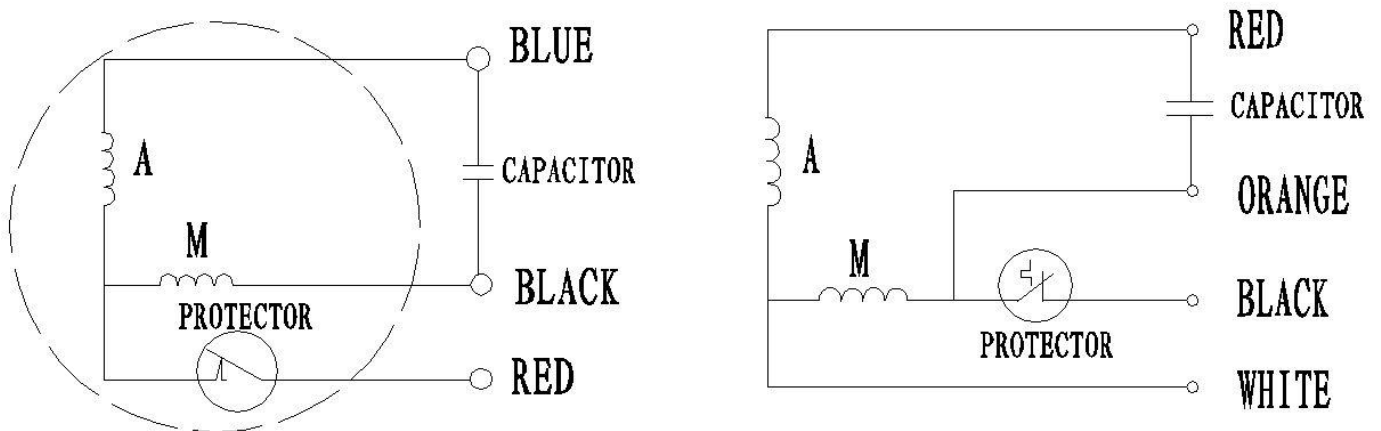 BLUE
A
CAPACITOR
M
BLACK
PROTECTOR
RED
RED
CAPACITOR
A
ORANGE
M
BLACK
PROTECTOR
WHITE